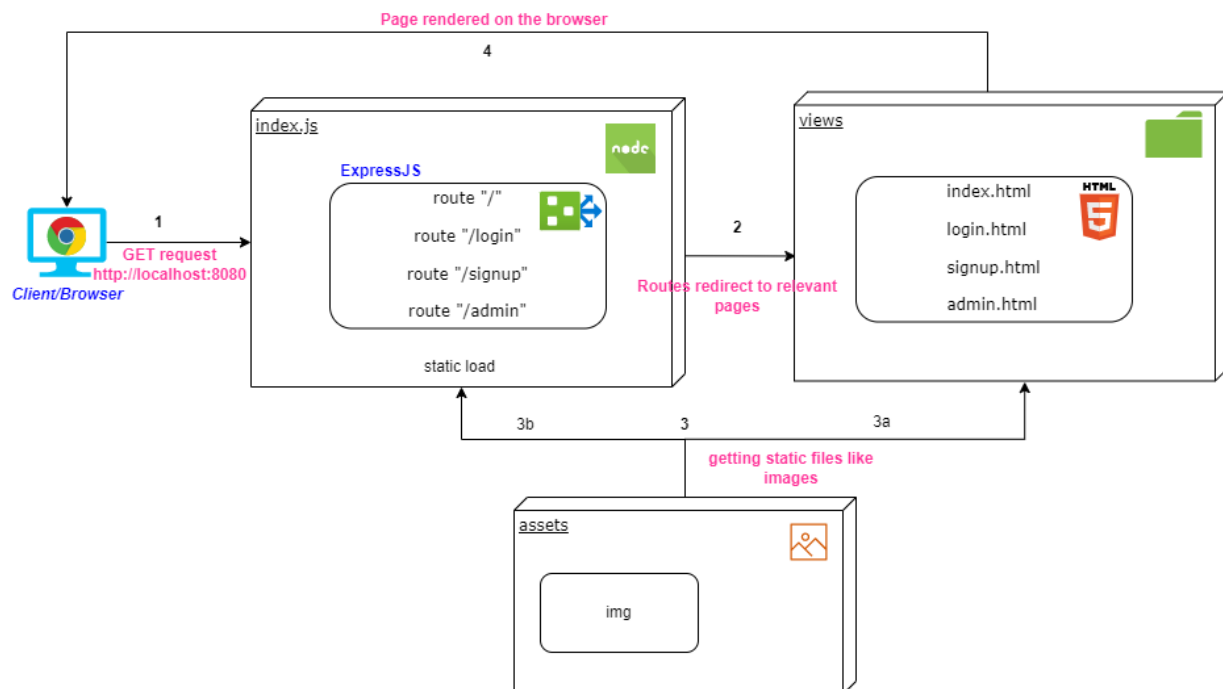 Page rendered on the browser
4
index.js
node
ExpressJS
route "/"
route "/login"
route "/signup"
route "/admin"
static load
views
HTML
5
index.html
login.html
signup.html
admin.html
1
GET request
http://localhost:8080
Client/Browser
2
Routes redirect to relevant
pages
3b
3
3a
getting static files like
images
assets
img